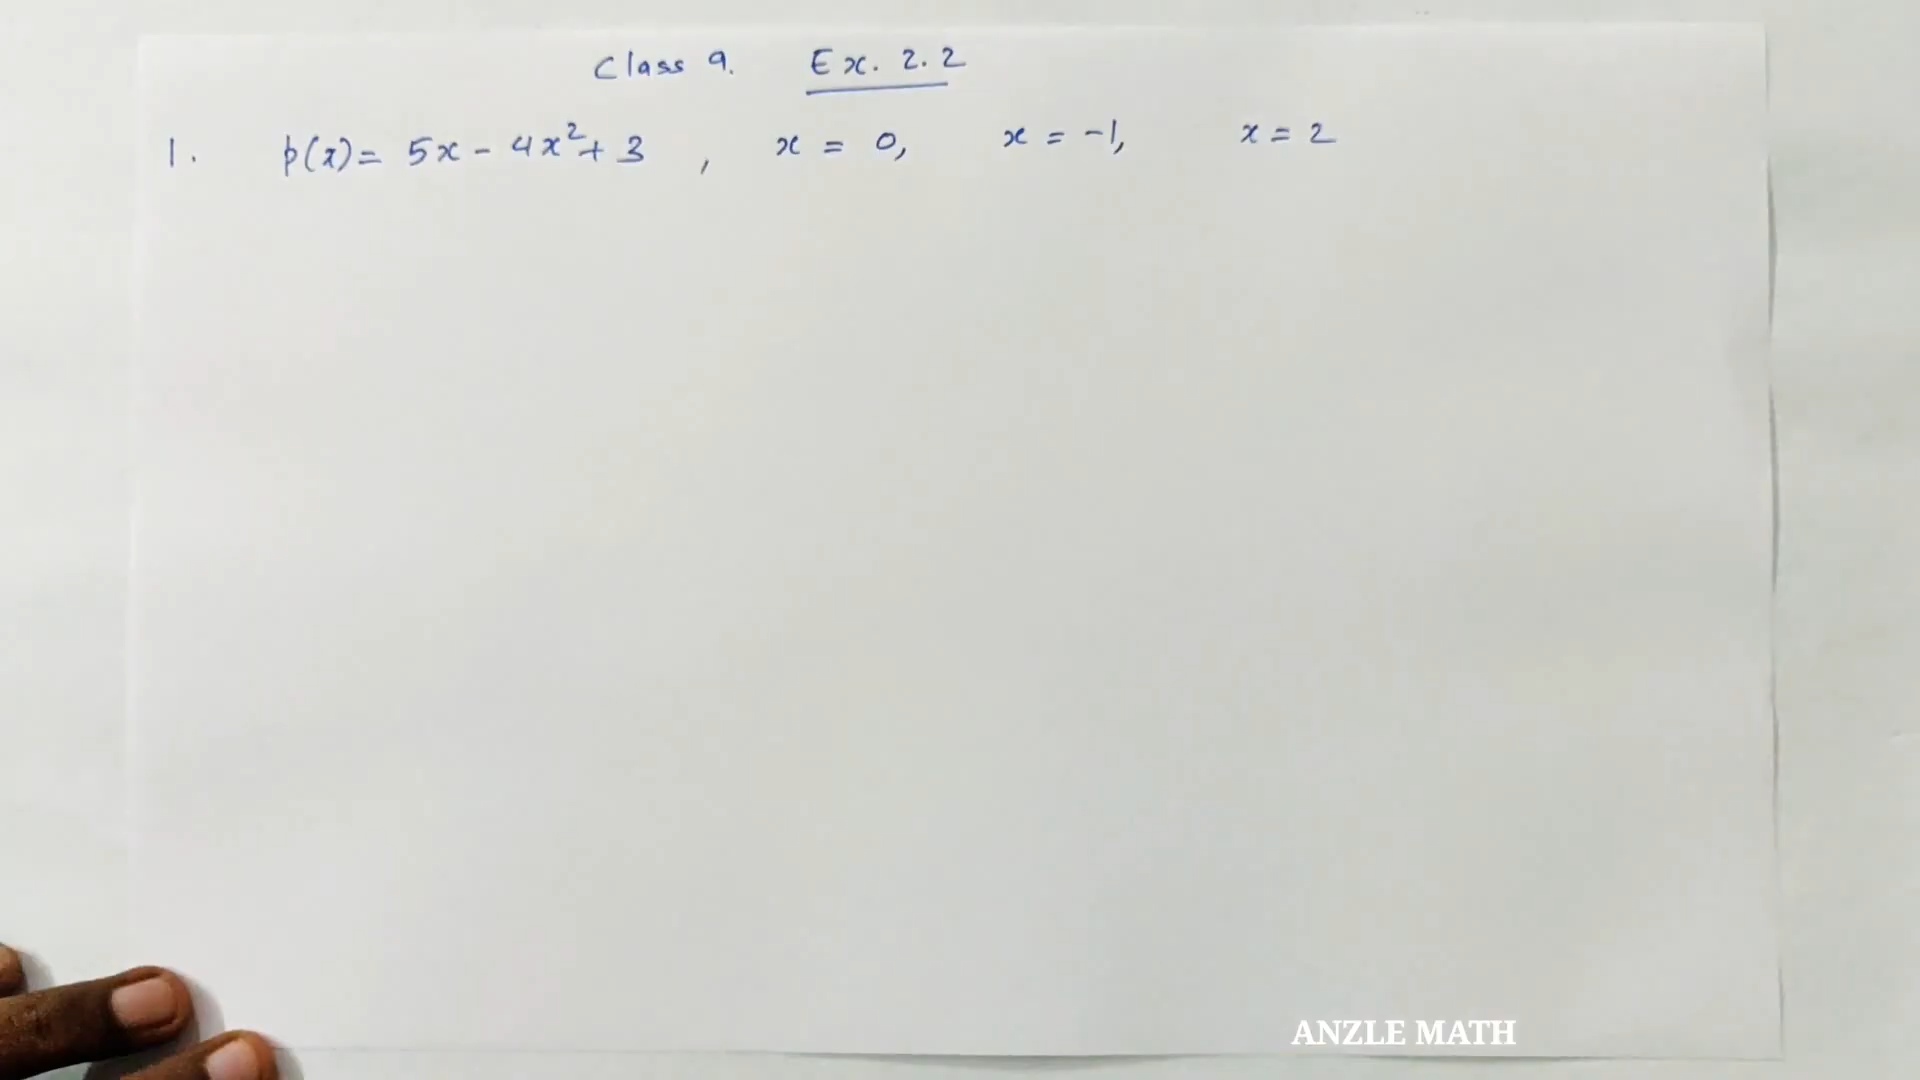 Class 9. Ex. 2.2
1. p(x) = 5x - 4x² + 3 , x = 0, x = -1, x = 2
ANZLE MATH